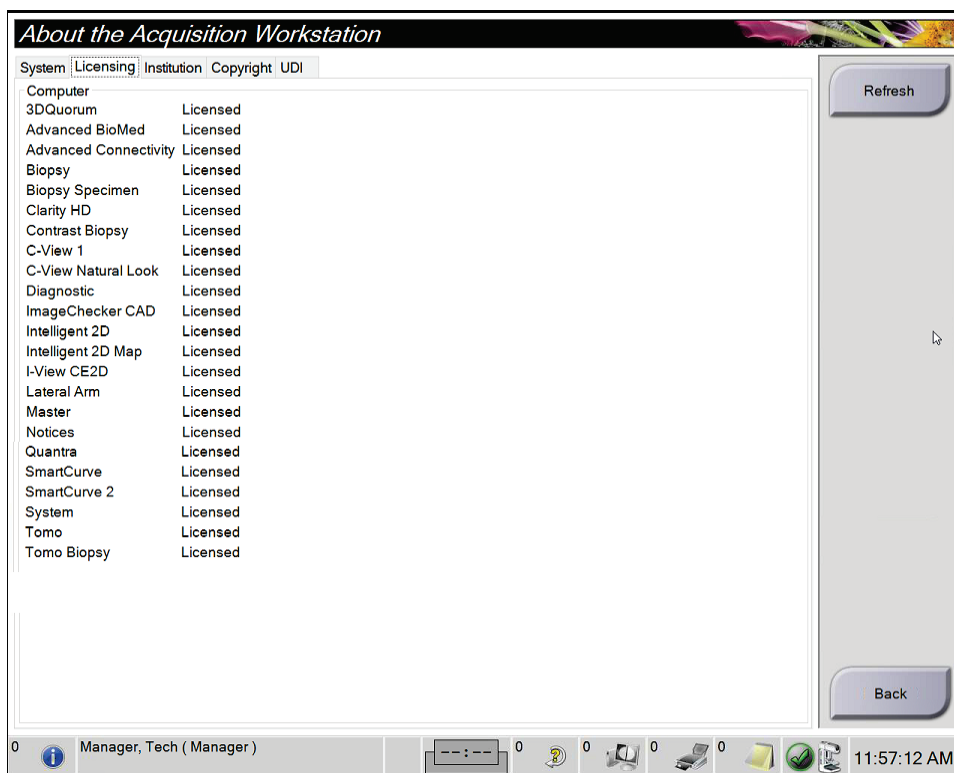 About the Acquisition Workstation
System Licensing Institution Copyright UDI
Refresh
Computer
3DQuorum Licensed
Advanced BioMed Licensed
Advanced Connectivity Licensed
Biopsy Licensed
Biopsy Specimen Licensed
Clarity HD Licensed
Contrast Biopsy Licensed
C-View 1 Licensed
C-View Natural Look Licensed
Diagnostic Licensed
ImageChecker CAD Licensed
Intelligent 2D Licensed
Intelligent 2D Map Licensed
I-View CE2D Licensed
Lateral Arm Licensed
Master Licensed
Notices Licensed
Quantra Licensed
SmartCurve Licensed
SmartCurve 2 Licensed
System Licensed
Tomo Licensed
Tomo Biopsy Licensed
Back
0 Manager, Tech ( Manager ) --:-- 0 0 0 0 11:57:12 AM